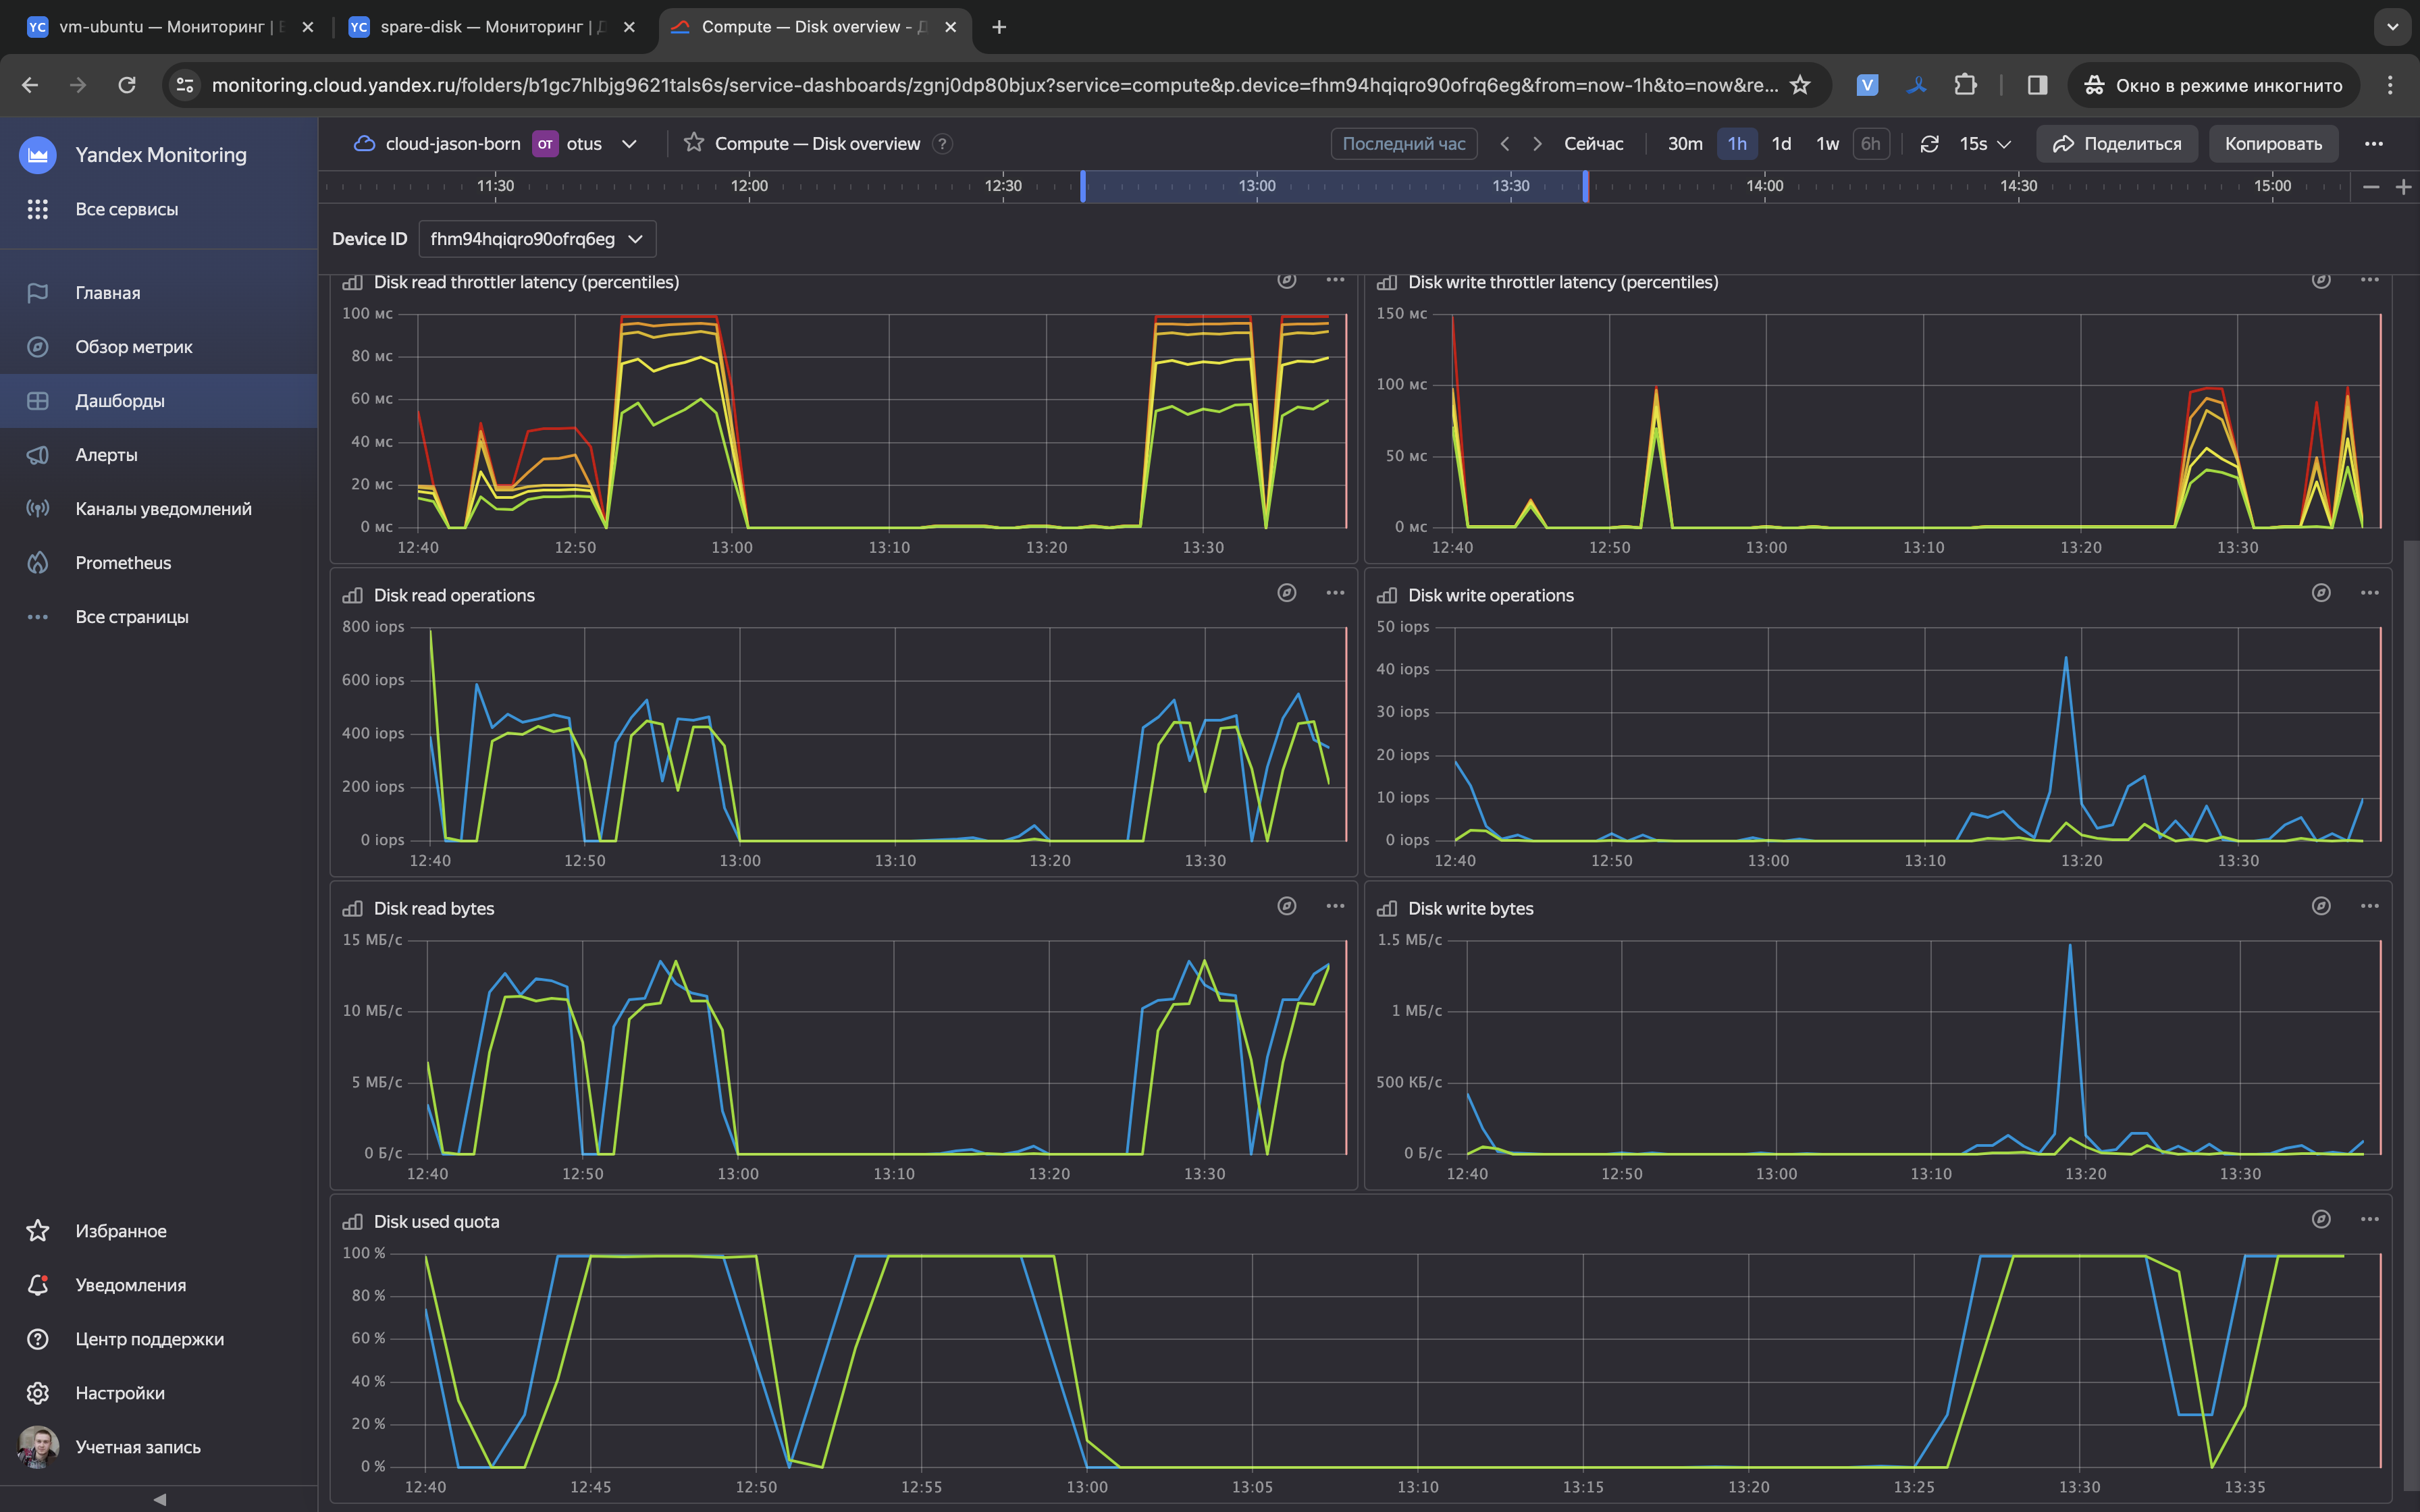 vm-ubuntu — Мониторинг |
spare-disk — Мониторинг |
Compute — Disk overview -
monitoring.cloud.yandex.ru/folders/b1gc7hlbjg9621tals6s/service-dashboards/zgnj0dp80bjux?service=compute&p.device=fhm94hqiqro90ofrq6eg&from=now-1h&to=now&re...
Окно в режиме инкогнито
Yandex Monitoring
Все сервисы
Главная
Обзор метрик
Дашборды
Алерты
Каналы уведомлений
Prometheus
Все страницы
Избранное
Уведомления
Центр поддержки
Настройки
Учетная запись
cloud-jason-born OT otus
Compute — Disk overview
Последний час
Сейчас
30m 1h 1d 1w 6h
15s
Поделиться
Копировать
11:30 12:00 12:30 13:00 13:30 14:00 14:30 15:00
Device ID fhm94hqiqro90ofrq6eg
Disk read throttler latency (percentiles)
100 мс
80 мс
60 мс
40 мс
20 мс
0 мс
12:40 12:50 13:00 13:10 13:20 13:30
Disk write throttler latency (percentiles)
150 мс
100 мс
50 мс
0 мс
12:40 12:50 13:00 13:10 13:20 13:30
Disk read operations
800 iops
600 iops
400 iops
200 iops
0 iops
12:40 12:50 13:00 13:10 13:20 13:30
Disk write operations
50 iops
40 iops
30 iops
20 iops
10 iops
0 iops
12:40 12:50 13:00 13:10 13:20 13:30
Disk read bytes
15 МБ/с
10 МБ/с
5 МБ/с
0 Б/с
12:40 12:50 13:00 13:10 13:20 13:30
Disk write bytes
1.5 МБ/с
1 МБ/с
500 КБ/с
0 Б/с
12:40 12:50 13:00 13:10 13:20 13:30
Disk used quota
100 %
80 %
60 %
40 %
20 %
0 %
12:40 12:45 12:50 12:55 13:00 13:05 13:10 13:15 13:20 13:25 13:30 13:35